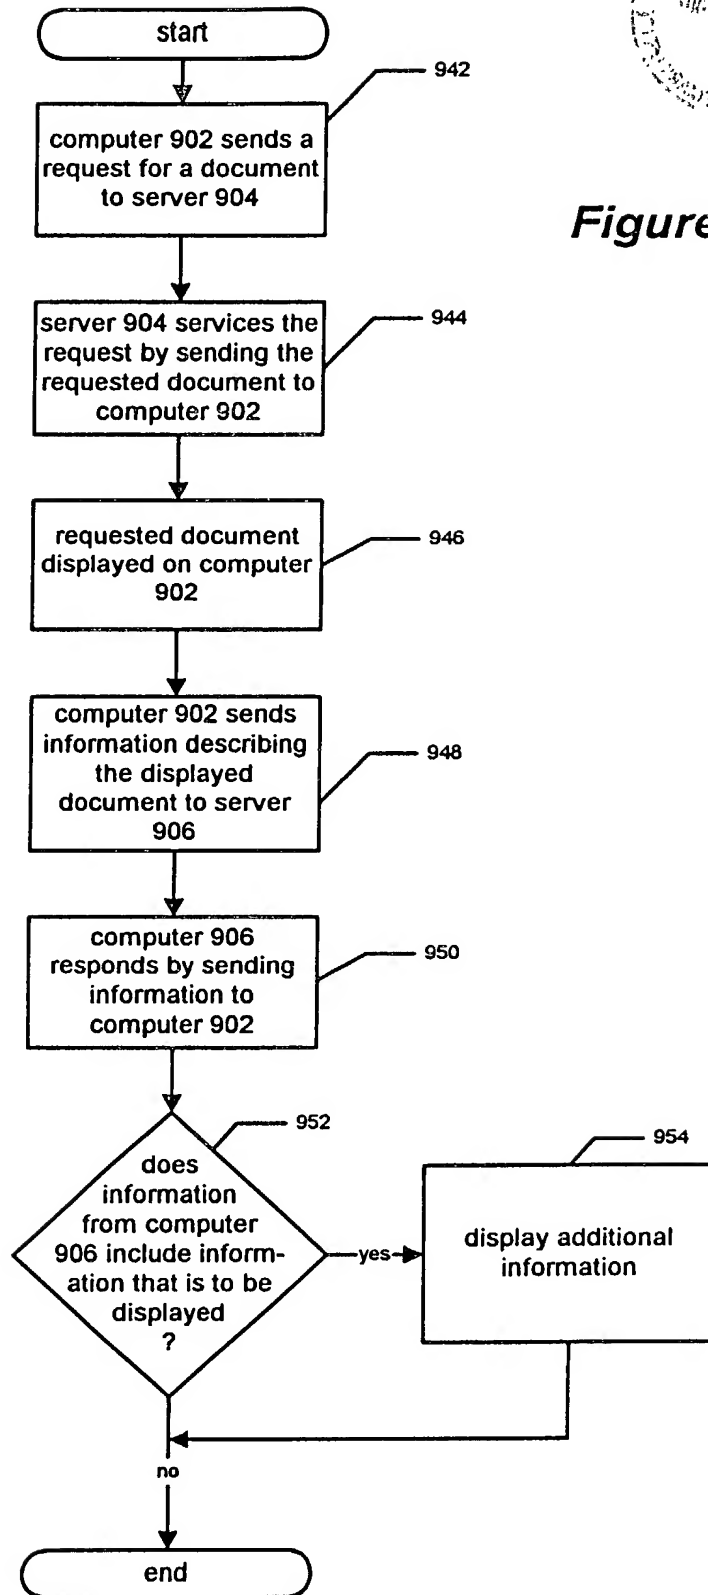 start
942
computer 902 sends a
request for a document
to server 904
Figure
server 904 services the
request by sending the
requested document to
computer 902
944
requested document
displayed on computer
902
946
computer 902 sends
information describing
the displayed
document to server
906
948
computer 906
responds by sending
information to
computer 902
950
952
does
information
from computer
906 include inform-
ation that is to be
displayed
?
yes
954
display additional
information
no
end